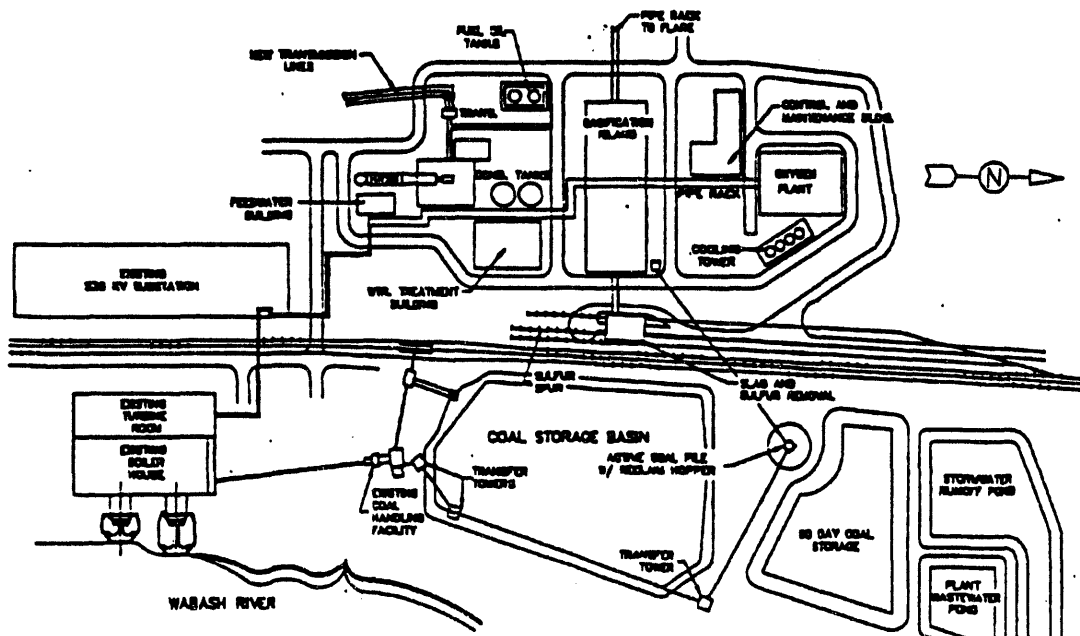 PIPE RACK
TO FLARE
FUEL OIL
TANKS
NEW TRANSMISSION
LINES
TRANS.
GASIFICATION
ISLAND
CONTROL AND
MAINTENANCE BLDG.
DEMIN. TANKS
PIPE RACK
OXYGEN
PLANT
N
FEEDWATER
BUILDING
COOLING
TOWER
EXISTING
230 KV SUBSTATION
WTR. TREATMENT
BUILDING
SULFUR
SPUR
SLAG AND
SULFUR REMOVAL
EXISTING
TURBINE
ROOM
EXISTING
BOILER
HOUSE
COAL STORAGE BASIN
ACTIVE COAL PILE
W/ RECLAIM HOPPER
TRANSFER
TOWERS
EXISTING
COAL
HANDLING
FACILITY
STORMWATER
RUNOFF POND
DAY COAL
STORAGE
TRANSFER
TOWER
PLANT
WASTEWATER
POND
WABASH RIVER